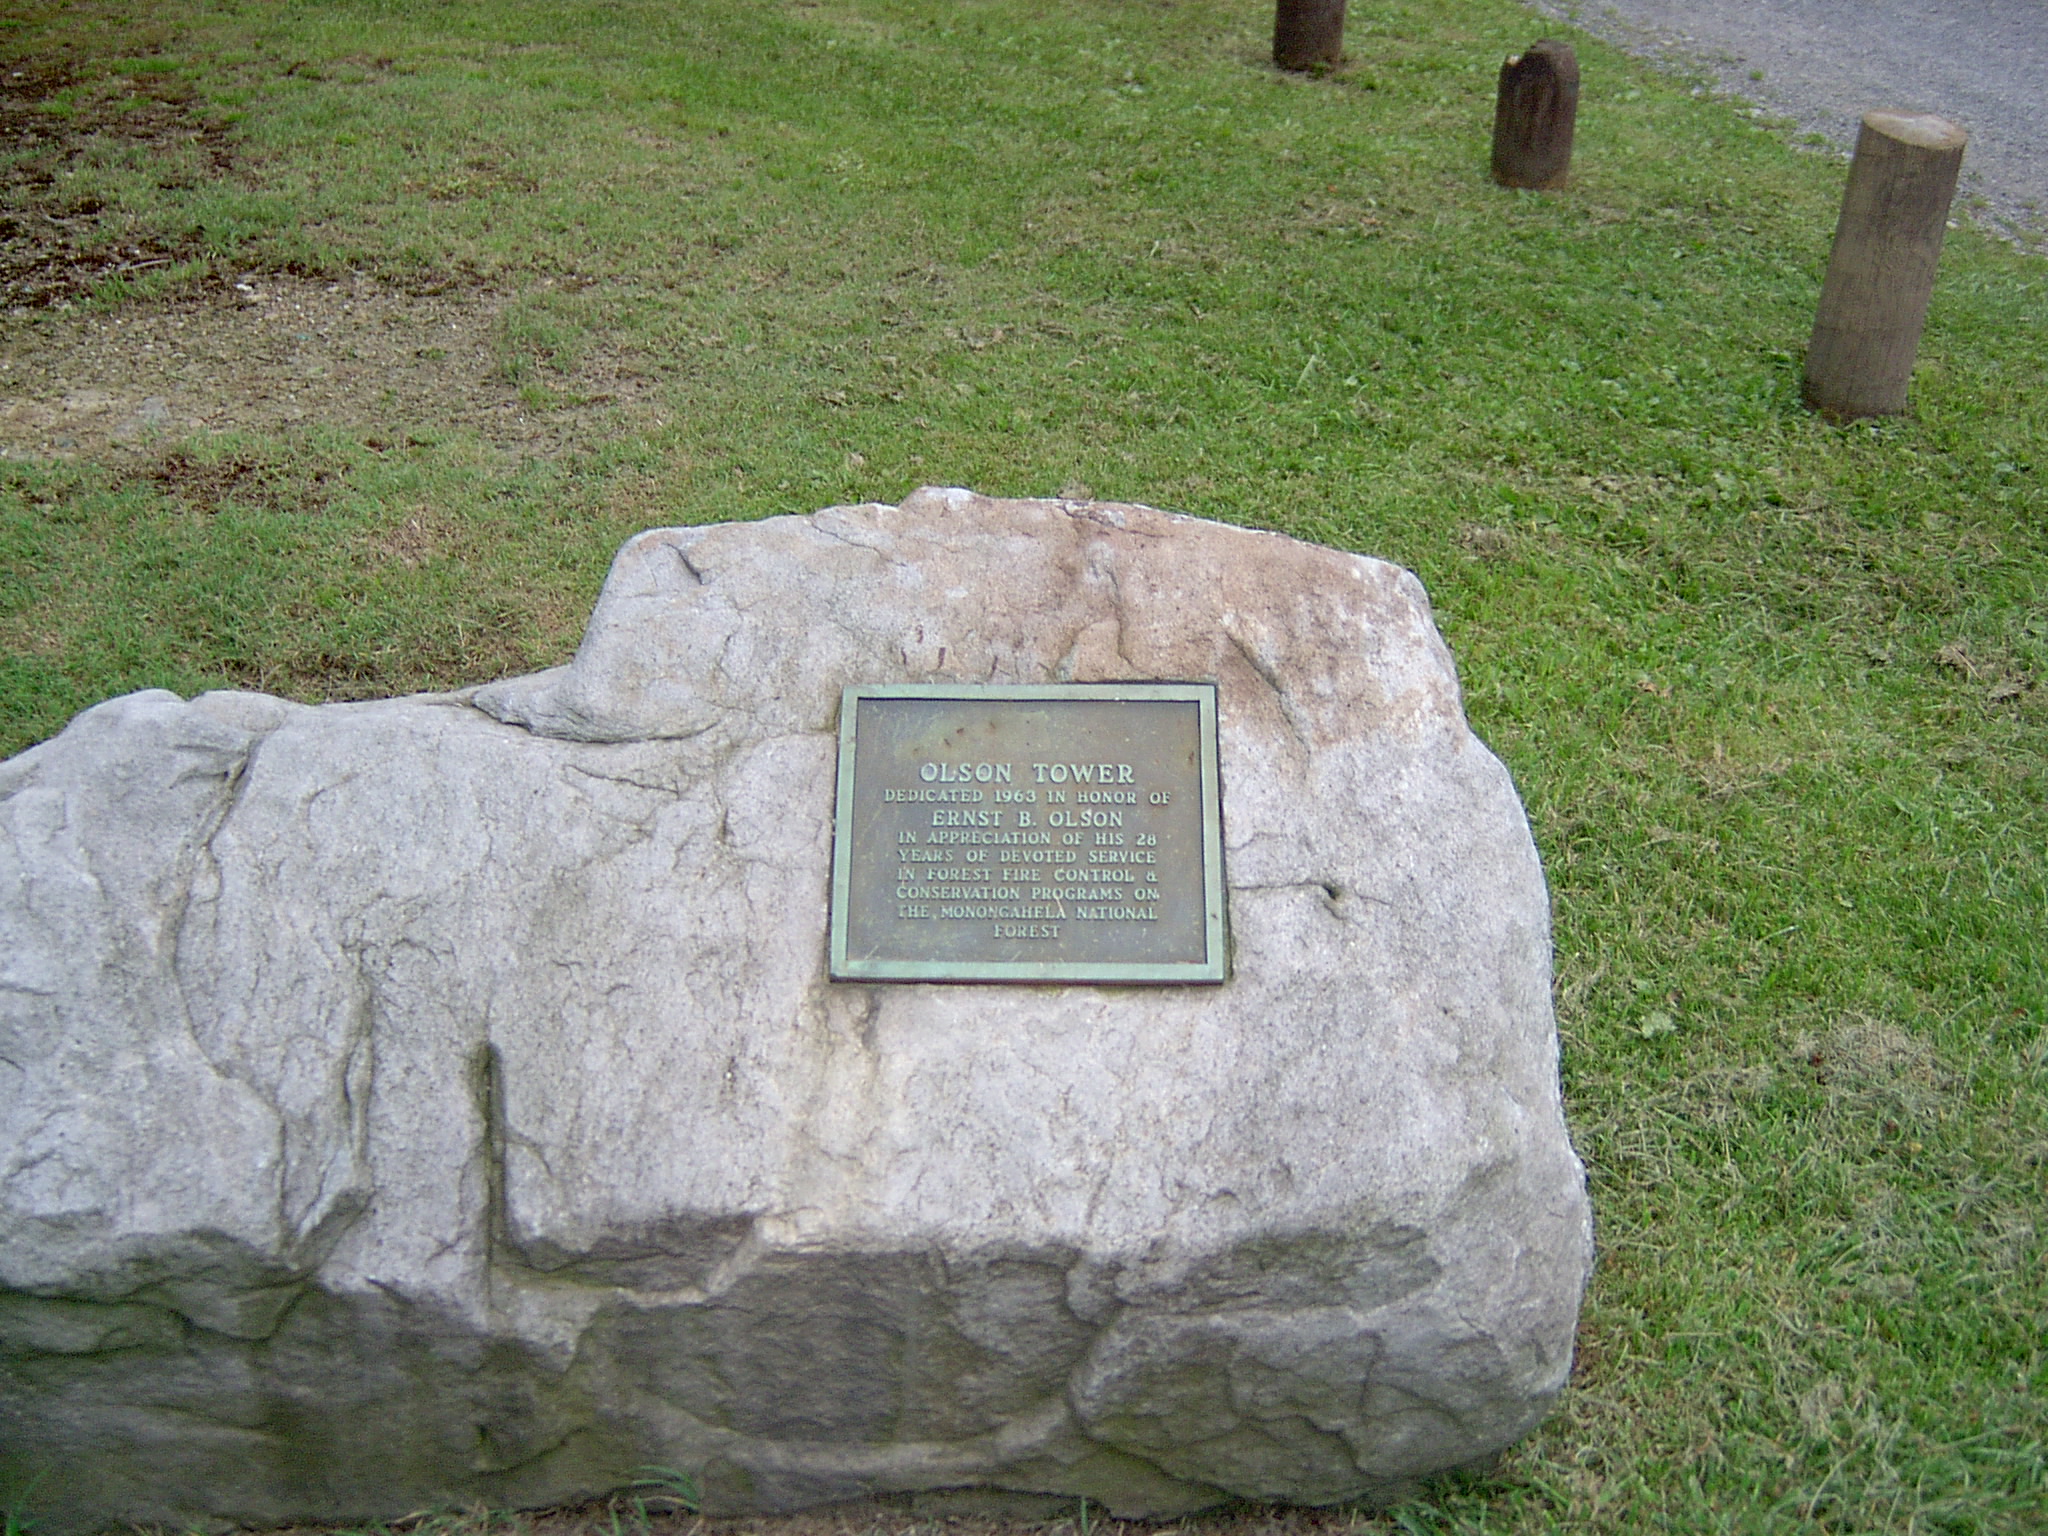 OLSON TOWER
DEDICATED 1963 IN HONOR OF
ERNST B. OLSON
IN APPRECIATION OF HIS 28
YEARS OF DEVOTED SERVICE
IN FOREST FIRE CONTROL &
CONSERVATION PROGRAMS ON
THE MONONGAHELA NATIONAL
FOREST